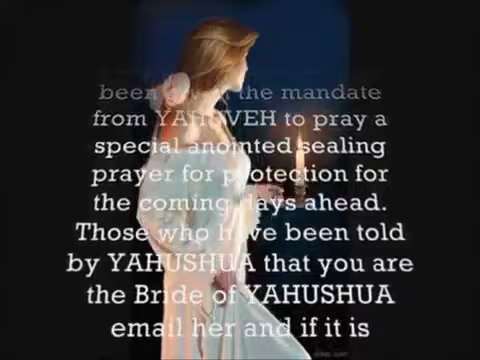 been the mandate
from YAHUVEH to pray a
special anointed sealing
prayer for protection for
the coming days ahead.
Those who have been told
by YAHUSHUA that you are
the Bride of YAHUSHUA
email her and if it is